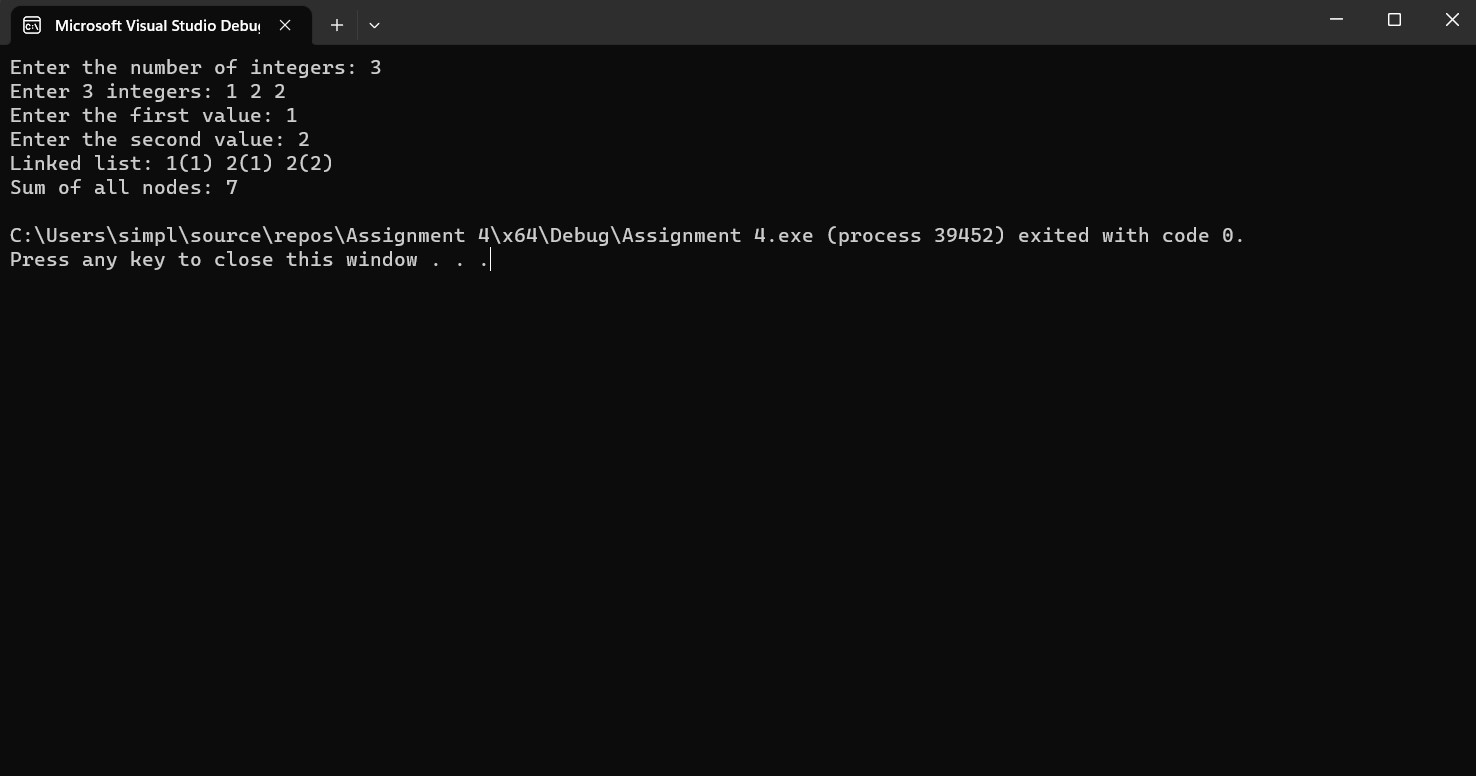 Microsoft Visual Studio Debug
Enter the number of integers: 3
Enter 3 integers: 1 2 2
Enter the first value: 1
Enter the second value: 2
Linked list: 1(1) 2(1) 2(2)
Sum of all nodes: 7
C:\Users\simpl\source\repos\Assignment 4\x64\Debug\Assignment 4.exe (process 39452) exited with code 0.
Press any key to close this window . . .